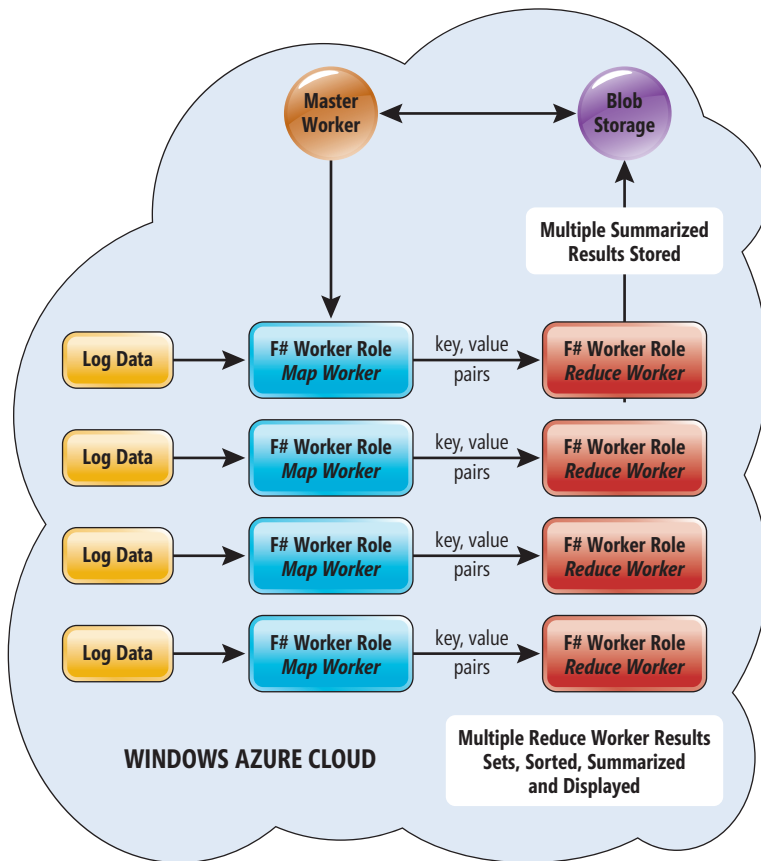 Master
Worker
Blob
Storage
Multiple Summarized
Results Stored
Log Data
F# Worker Role
Map Worker
key, value
pairs
F# Worker Role
Reduce Worker
Log Data
F# Worker Role
Map Worker
key, value
pairs
F# Worker Role
Reduce Worker
Log Data
F# Worker Role
Map Worker
key, value
pairs
F# Worker Role
Reduce Worker
Log Data
F# Worker Role
Map Worker
key, value
pairs
F# Worker Role
Reduce Worker
WINDOWS AZURE CLOUD
Multiple Reduce Worker Results
Sets, Sorted, Summarized
and Displayed